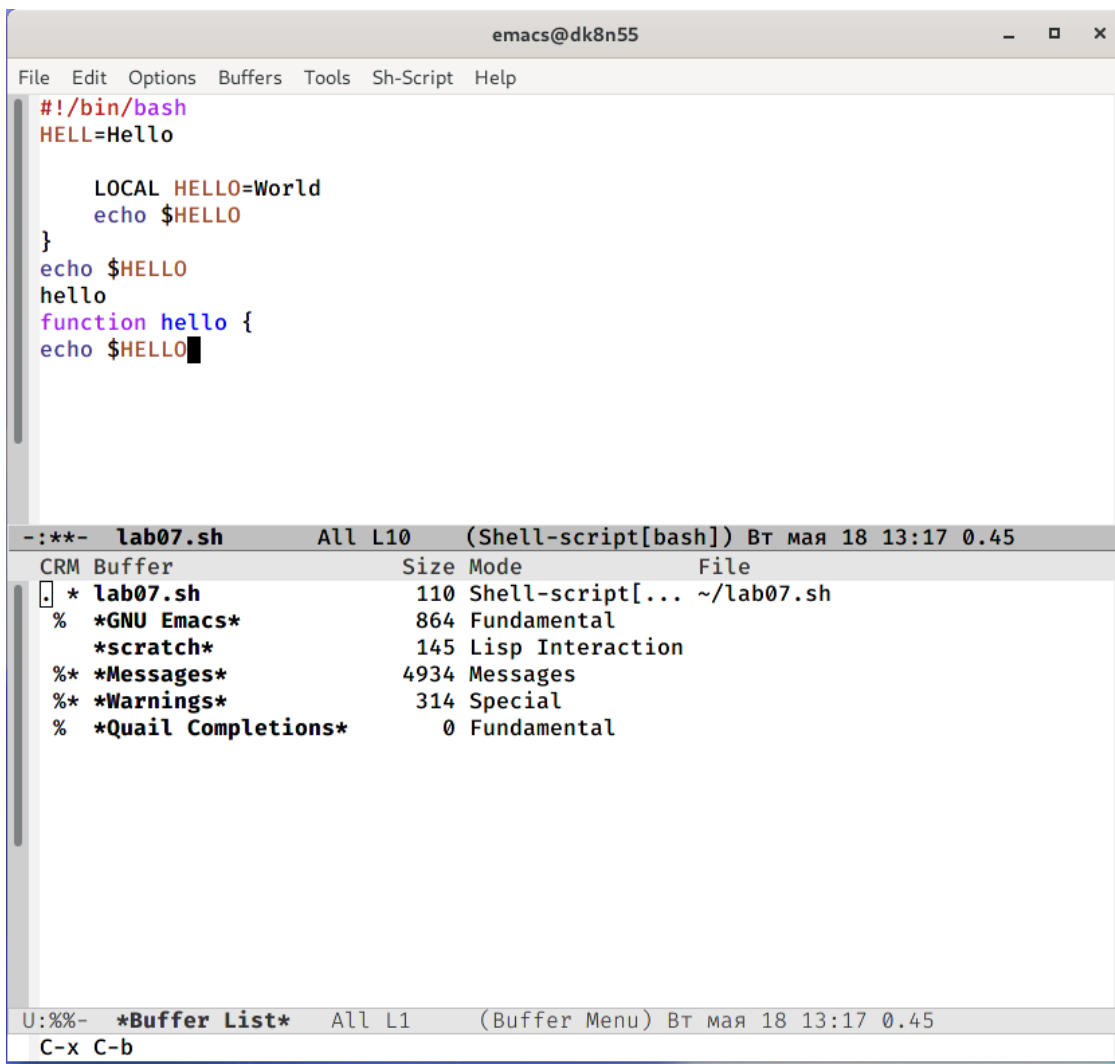 emacs@dk8n55
File Edit Options Buffers Tools Sh-Script Help
#!/bin/bash
HELL=Hello
    LOCAL HELLO=World
    echo $HELLO
}
echo $HELLO
hello
function hello {
echo $HELLO
-:**- lab07.sh All L10 (Shell-script[bash]) Вт мая 18 13:17 0.45
CRM Buffer Size Mode File
. * lab07.sh 110 Shell-script[... ~/lab07.sh
% *GNU Emacs* 864 Fundamental
*scratch* 145 Lisp Interaction
%* *Messages* 4934 Messages
%* *Warnings* 314 Special
% *Quail Completions* 0 Fundamental
U:%%- *Buffer List* All L1 (Buffer Menu) Вт мая 18 13:17 0.45
C-x C-b